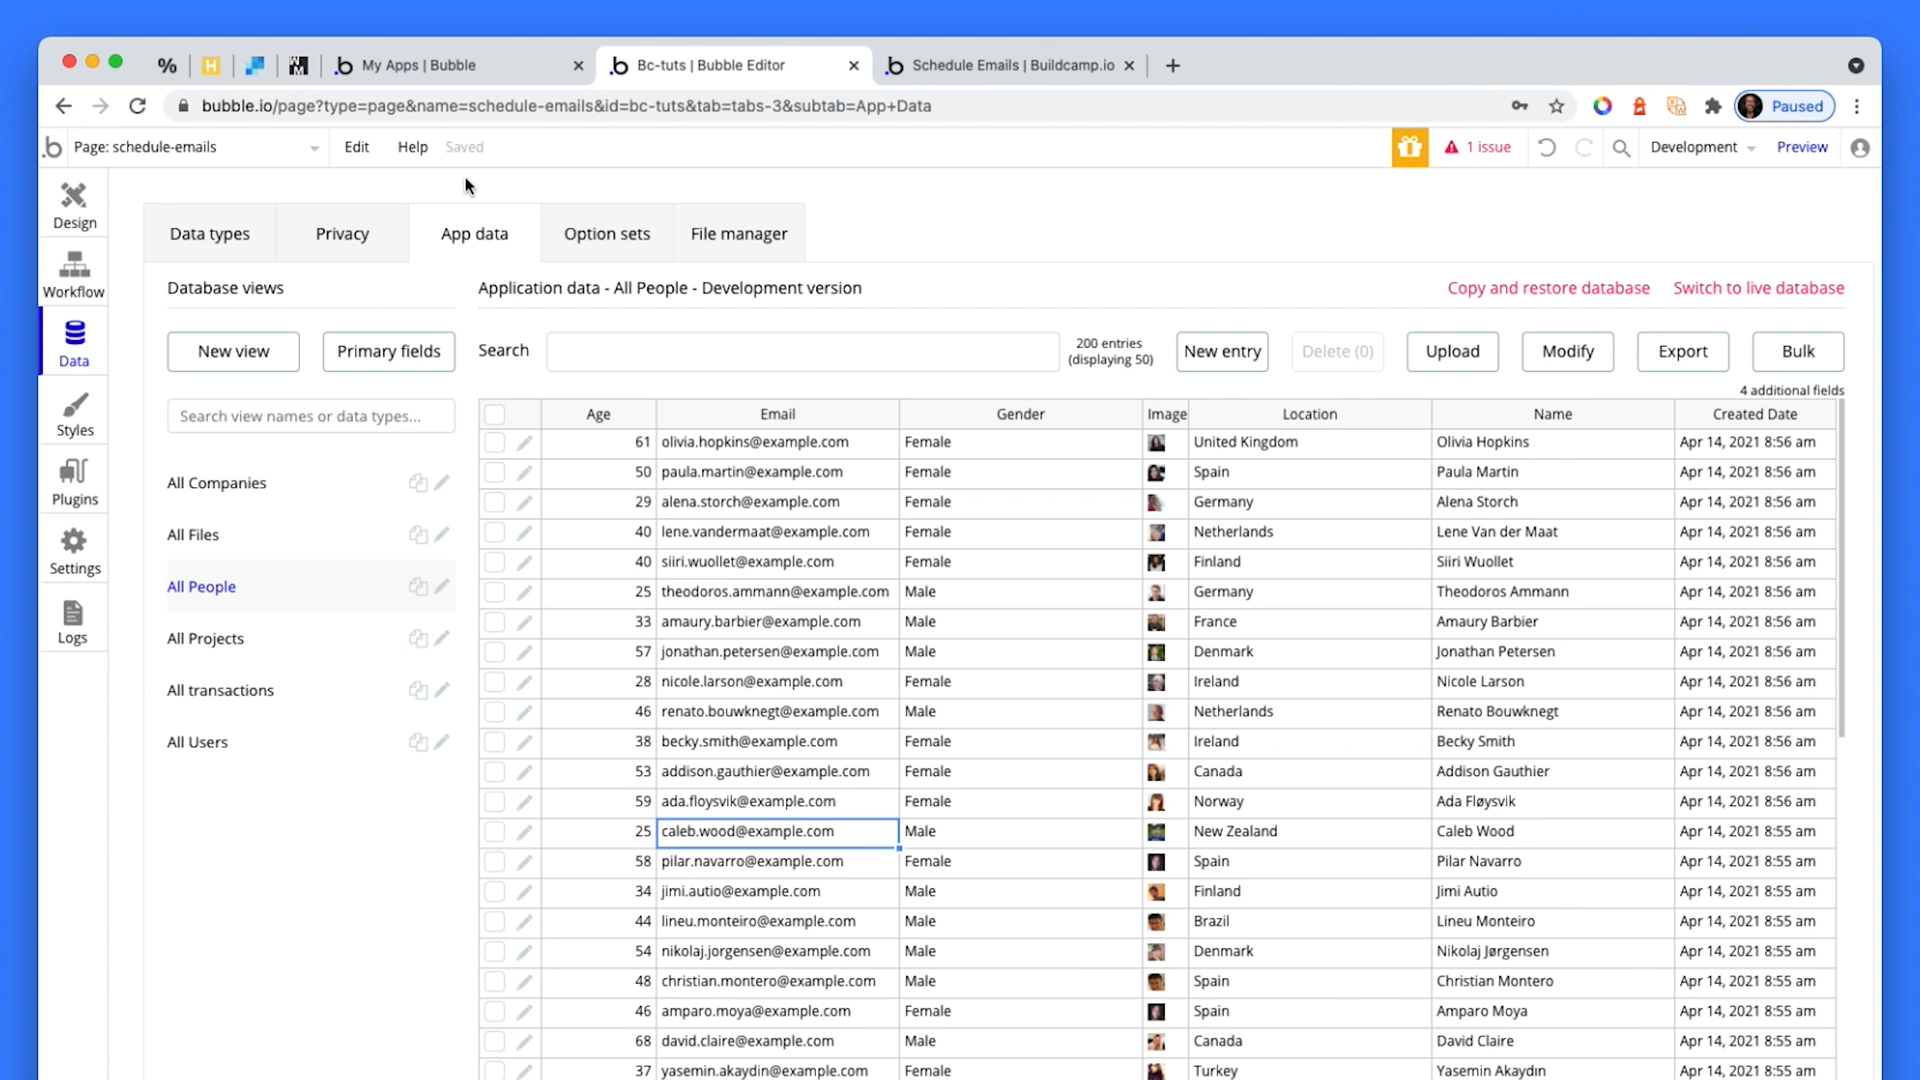 % H My Apps | Bubble Bc-tuts | Bubble Editor Schedule Emails | Buildcamp.io
bubble.io/page?type=page&name=schedule-emails&id=bc-tuts&tab=tabs-3&subtab=App+Data Paused
b Page: schedule-emails Edit Help Saved 1 issue Development Preview
Design
Workflow
Data
Styles
Plugins
Settings
Logs
Data types Privacy App data Option sets File manager
Database views
New view Primary fields
Search view names or data types...
All Companies
All Files
All People
All Projects
All transactions
All Users
Application data - All People - Development version Copy and restore database Switch to live database
Search 200 entries
(displaying 50)
New entry Delete (0) Upload Modify Export Bulk
4 additional fields
Age Email Gender Image Location Name Created Date
61 olivia.hopkins@example.com Female United Kingdom Olivia Hopkins Apr 14, 2021 8:56 am
50 paula.martin@example.com Female Spain Paula Martin Apr 14, 2021 8:56 am
29 alena.storch@example.com Female Germany Alena Storch Apr 14, 2021 8:56 am
40 lene.vandermaat@example.com Female Netherlands Lene Van der Maat Apr 14, 2021 8:56 am
40 siiri.wuollet@example.com Female Finland Siiri Wuollet Apr 14, 2021 8:56 am
25 theodoros.ammann@example.com Male Germany Theodoros Ammann Apr 14, 2021 8:56 am
33 amaury.barbier@example.com Male France Amaury Barbier Apr 14, 2021 8:56 am
57 jonathan.petersen@example.com Male Denmark Jonathan Petersen Apr 14, 2021 8:56 am
28 nicole.larson@example.com Female Ireland Nicole Larson Apr 14, 2021 8:56 am
46 renato.bouwknegt@example.com Male Netherlands Renato Bouwknegt Apr 14, 2021 8:56 am
38 becky.smith@example.com Female Ireland Becky Smith Apr 14, 2021 8:56 am
53 addison.gauthier@example.com Female Canada Addison Gauthier Apr 14, 2021 8:56 am
59 ada.floysvik@example.com Female Norway Ada Fløysvik Apr 14, 2021 8:56 am
25 caleb.wood@example.com Male New Zealand Caleb Wood Apr 14, 2021 8:55 am
58 pilar.navarro@example.com Female Spain Pilar Navarro Apr 14, 2021 8:55 am
34 jimi.autio@example.com Male Finland Jimi Autio Apr 14, 2021 8:55 am
44 lineu.monteiro@example.com Male Brazil Lineu Monteiro Apr 14, 2021 8:55 am
54 nikolaj.jorgensen@example.com Male Denmark Nikolaj Jørgensen Apr 14, 2021 8:55 am
48 christian.montero@example.com Male Spain Christian Montero Apr 14, 2021 8:55 am
46 amparo.moya@example.com Female Spain Amparo Moya Apr 14, 2021 8:55 am
68 david.claire@example.com Male Canada David Claire Apr 14, 2021 8:55 am
37 yasemin.akaydin@example.com Female Turkey Yasemin Akaydın Apr 14, 2021 8:55 am